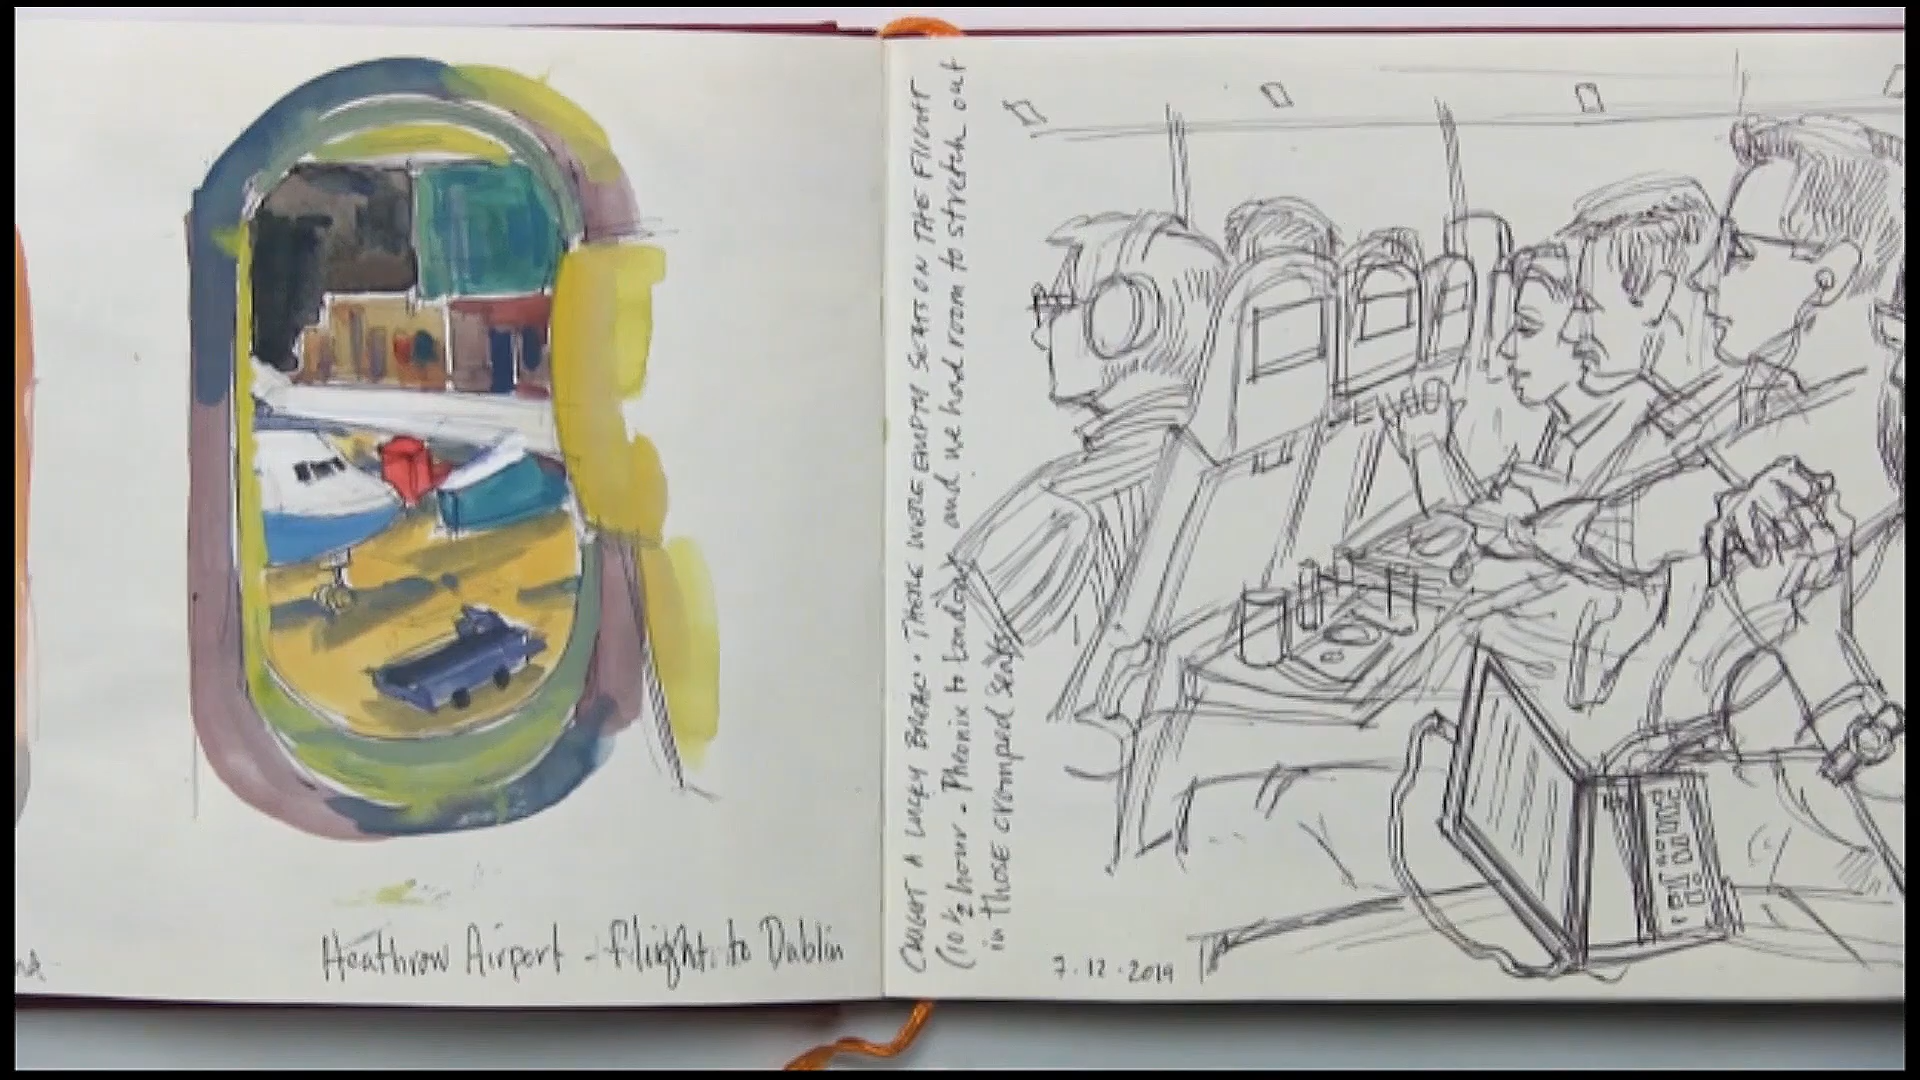 Heathrow Airport - flight to Dublin
CAUGHT A LUCKY BREAK. THERE WERE EMPTY SEATS ON THE FLIGHT
(10 ½ hour - Pheonix to London) and we had room to stretch out
in those cramped seats
7.12.2019